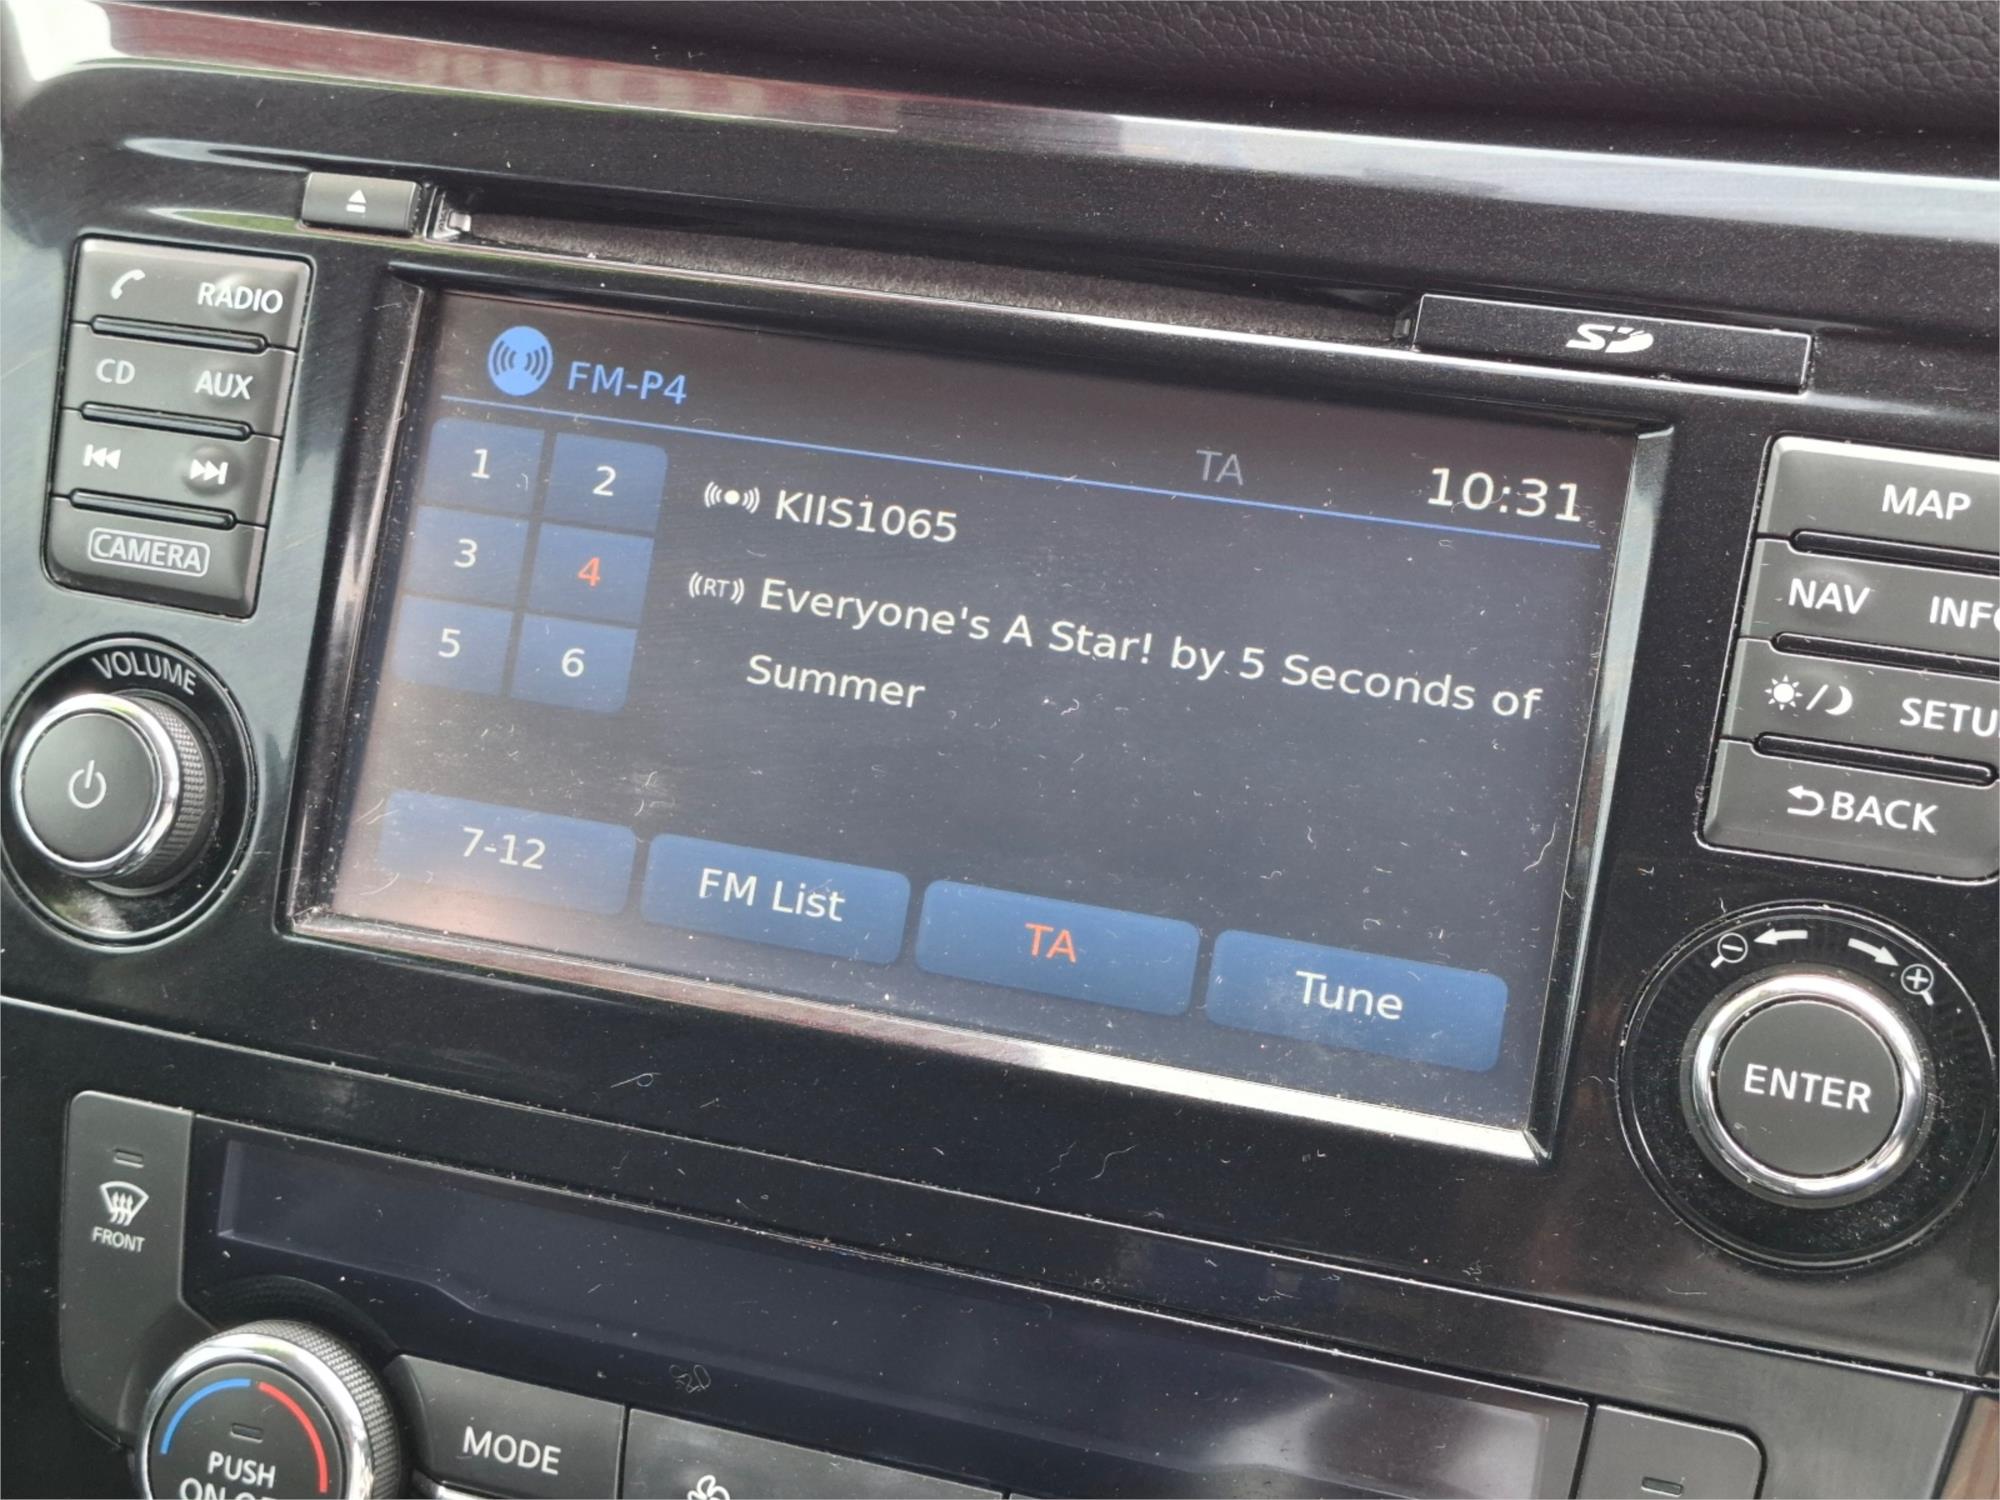 RADIO
CD AUX
CAMERA
VOLUME
SD
FM-P4
TA 10:31
1 2
3 4
5 6
KIIS1065
RT Everyone's A Star! by 5 Seconds of
Summer
7-12 FM List TA Tune
MAP
NAV
BACK
ENTER
FRONT
PUSH
MODE